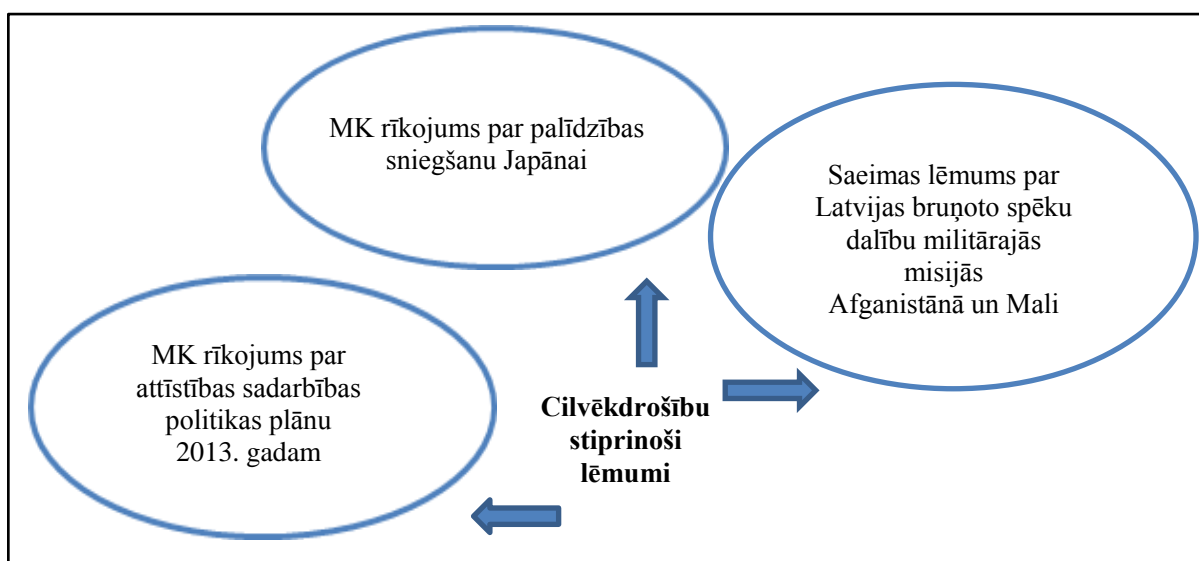 MK rīkojums par palīdzības
sniegšanu Japānai
Saeimas lēmums par
Latvijas bruņoto spēku
dalību militārajās
misijās
Afganistānā un Mali
MK rīkojums par
attīstības sadarbības
politikas plānu
2013. gadam
Cilvēkdrošību
stiprinoši
lēmumi